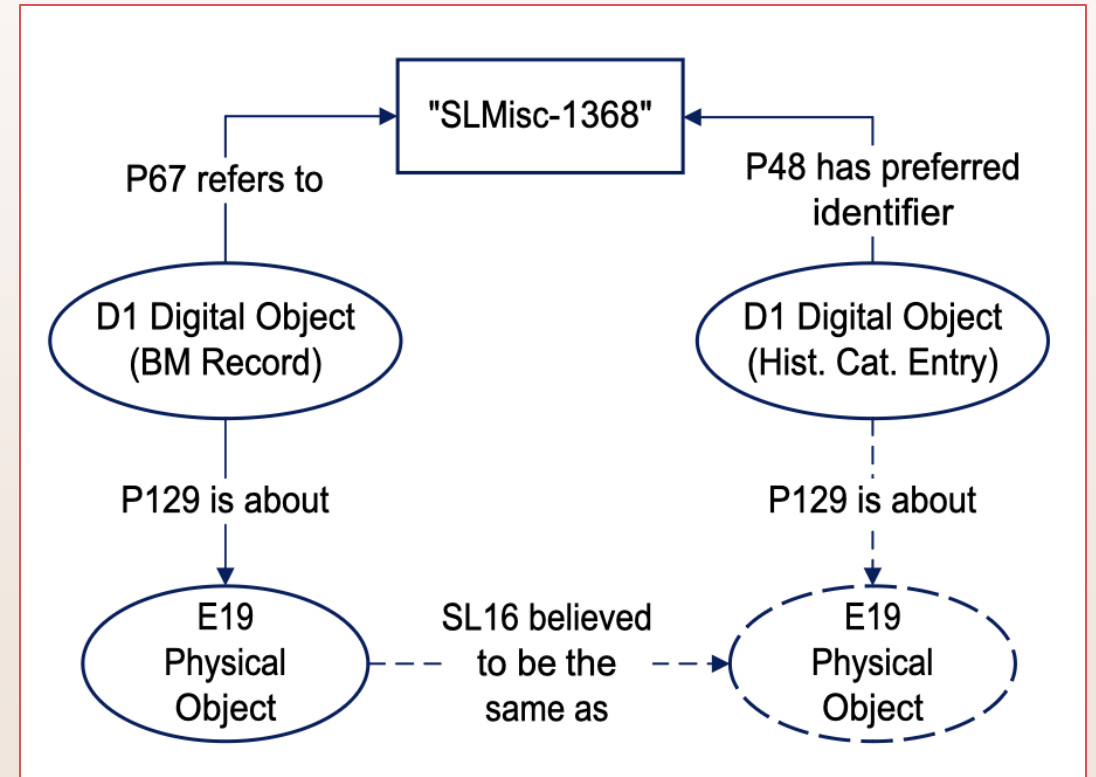 "SLMisc-1368"
P67 refers to
P48 has preferred
identifier
D1 Digital Object
(BM Record)
D1 Digital Object
(Hist. Cat. Entry)
P129 is about
P129 is about
E19
Physical
Object
SL16 believed
to be the
same as
E19
Physical
Object